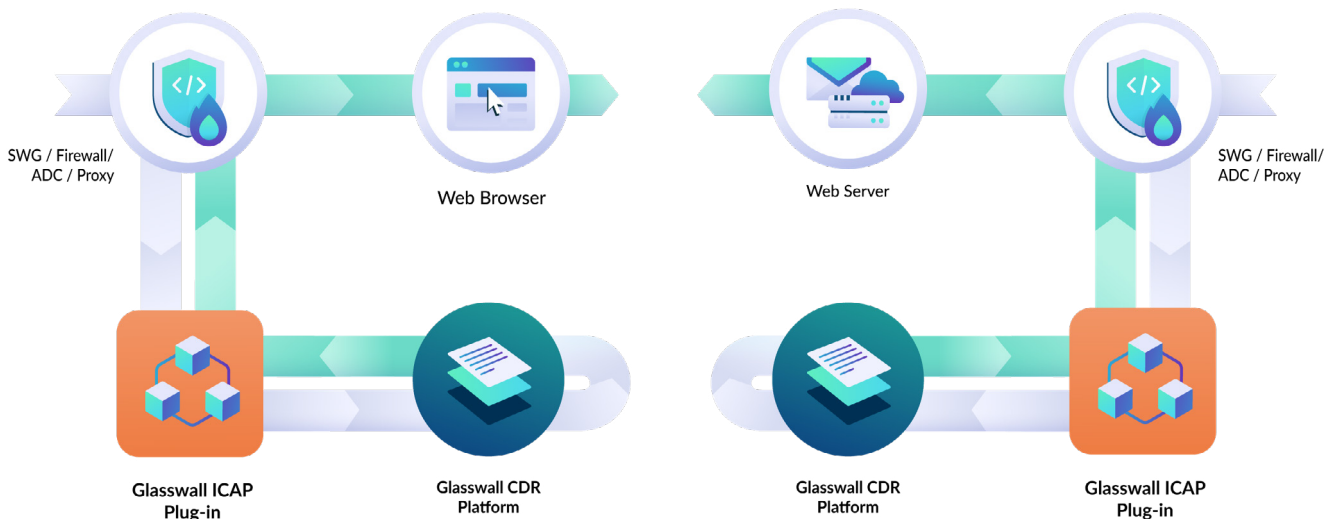 SWG / Firewall/
ADC / Proxy
Web Browser
Web Server
SWG / Firewall/
ADC / Proxy
Glasswall ICAP
Plug-in
Glasswall CDR
Platform
Glasswall CDR
Platform
Glasswall ICAP
Plug-in